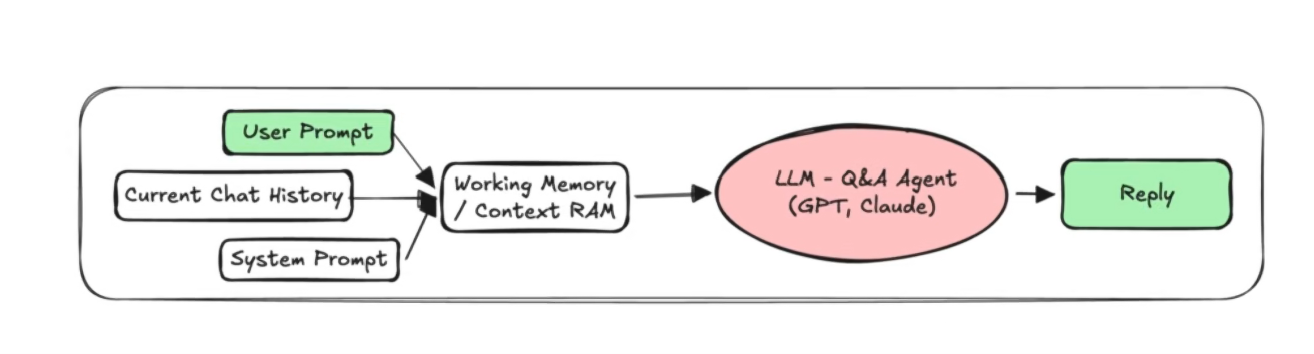 User Prompt
Current Chat History
System Prompt
Working Memory
/ Context RAM
LLM = Q&A Agent
(GPT, Claude)
Reply